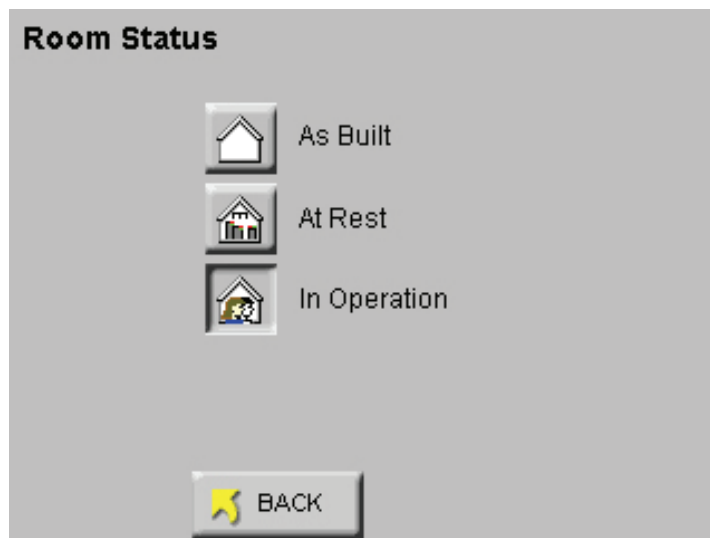 Room Status
As Built
At Rest
In Operation
BACK